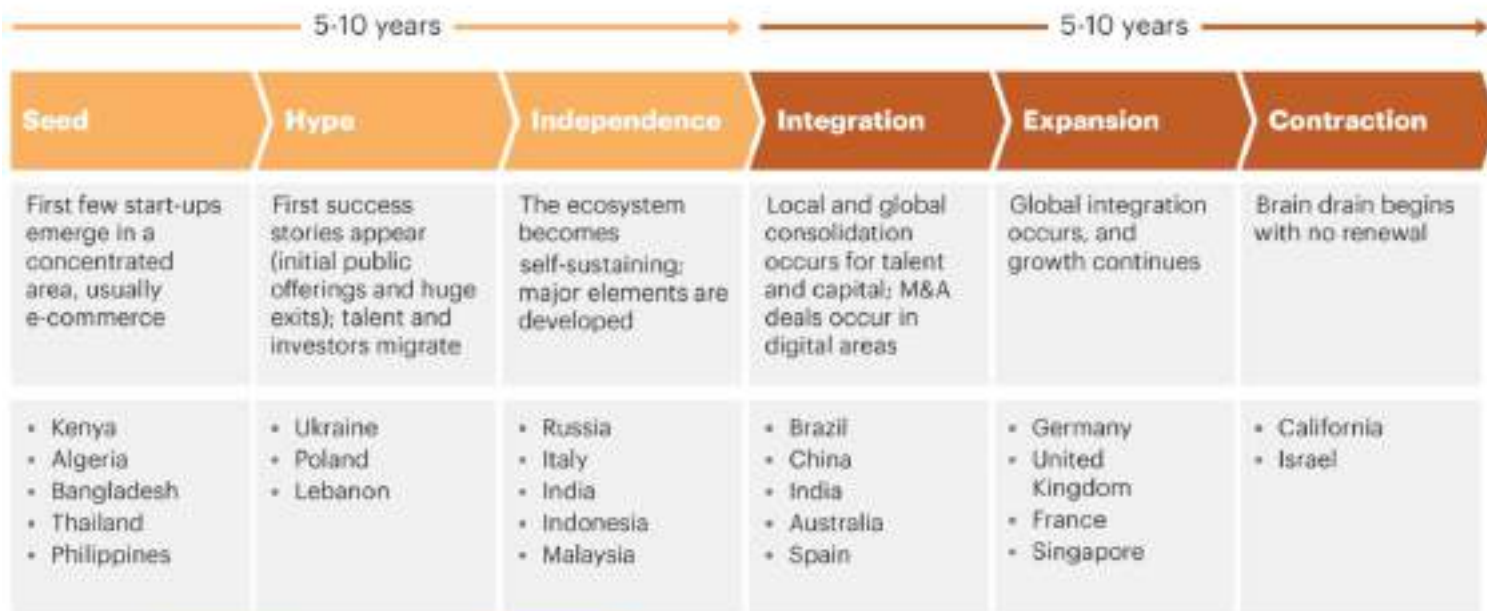 5-10 years
5-10 years
Seed
Hype
Independence
Integration
Expansion
Contraction
First few start-ups
emerge in a
concentrated
area, usually
e-commerce
First success
stories appear
(initial public
offerings and huge
exits); talent and
investors migrate
The ecosystem
becomes
self-sustaining;
major elements are
developed
Local and global
consolidation
occurs for talent
and capital; M&A
deals occur in
digital areas
Global integration
occurs, and
growth continues
Brain drain begins
with no renewal
• Kenya
• Algeria
• Bangladesh
• Thailand
• Philippines
• Ukraine
• Poland
• Lebanon
• Russia
• Italy
• India
• Indonesia
• Malaysia
• Brazil
• China
• India
• Australia
• Spain
• Germany
• United
Kingdom
• France
• Singapore
• California
• Israel